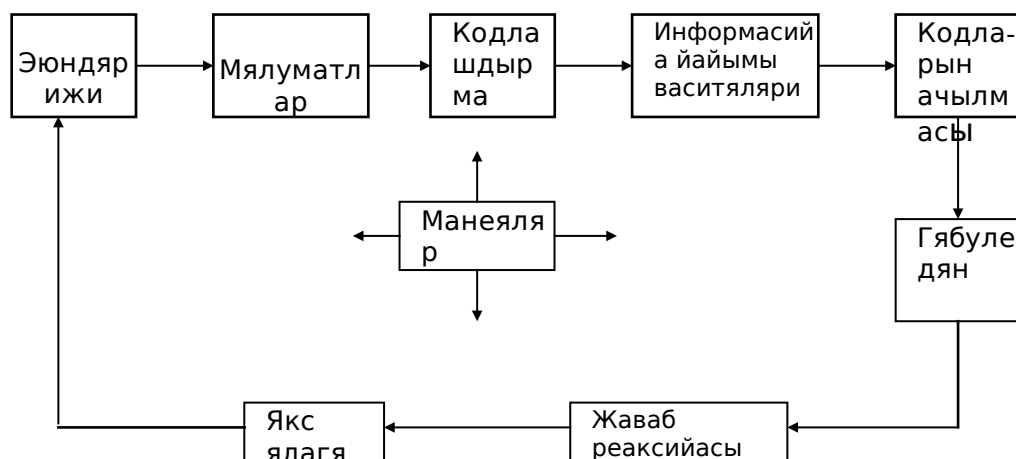 Эюндяр
ижи
Мялуматл
ар
Кодла
шдыр
ма
Информасий
а йайымы
васитяляри
Кодла-
рын
ачылм
асы
Манеяля
р
Гябуле
дян
Якс
ялагя
Жаваб
реаксийасы